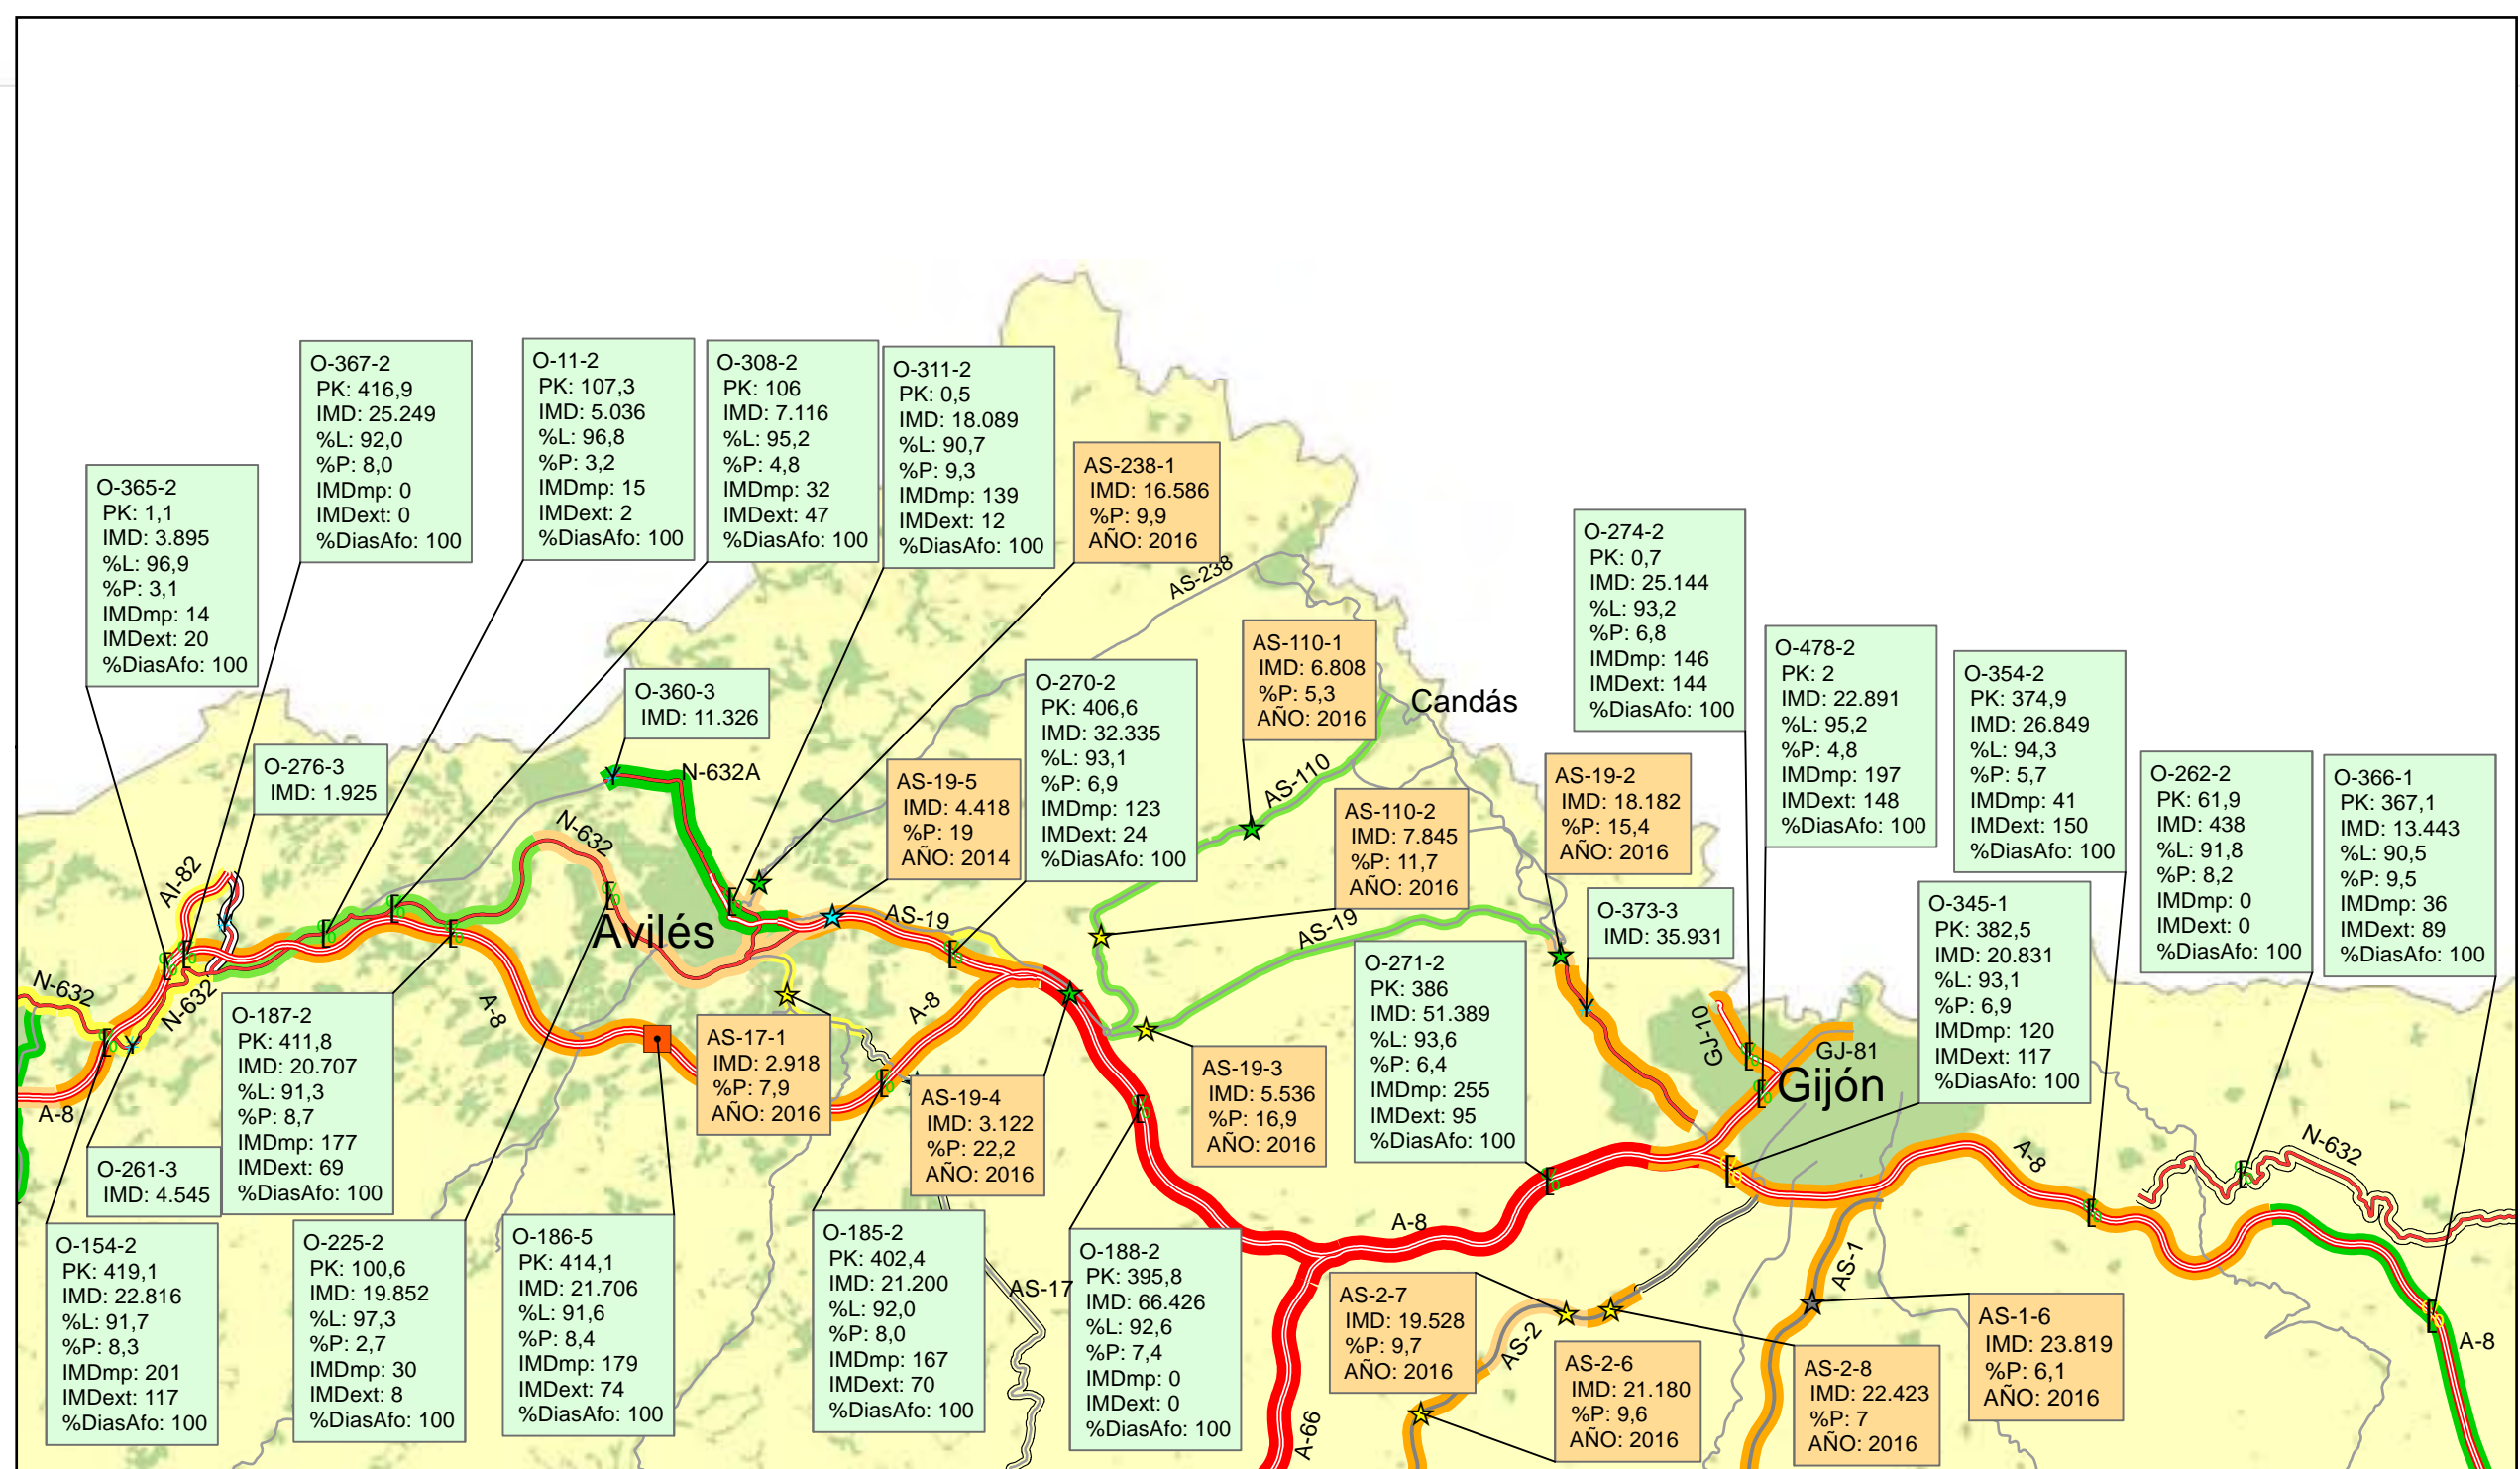 O-367-2
PK: 416,9
IMD: 25.249
%L: 92,0
%P: 8,0
IMDmp: 0
IMDext: 0
%DiasAfo: 100
O-11-2
PK: 107,3
IMD: 5.036
%L: 96,8
%P: 3,2
IMDmp: 15
IMDext: 2
%DiasAfo: 100
O-308-2
PK: 106
IMD: 7.116
%L: 95,2
%P: 4,8
IMDmp: 32
IMDext: 47
%DiasAfo: 100
O-311-2
PK: 0,5
IMD: 18.089
%L: 90,7
%P: 9,3
IMDmp: 139
IMDext: 12
%DiasAfo: 100
AS-238-1
IMD: 16.586
%P: 9,9
AÑO: 2016
O-365-2
PK: 1,1
IMD: 3.895
%L: 96,9
%P: 3,1
IMDmp: 14
IMDext: 20
%DiasAfo: 100
O-274-2
PK: 0,7
IMD: 25.144
%L: 93,2
%P: 6,8
IMDmp: 146
IMDext: 144
%DiasAfo: 100
AS-238
AS-110-1
IMD: 6.808
%P: 5,3
AÑO: 2016
O-478-2
PK: 2
IMD: 22.891
%L: 95,2
%P: 4,8
IMDmp: 197
IMDext: 148
%DiasAfo: 100
O-354-2
PK: 374,9
IMD: 26.849
%L: 94,3
%P: 5,7
IMDmp: 41
IMDext: 150
%DiasAfo: 100
O-360-3
IMD: 11.326
O-270-2
PK: 406,6
IMD: 32.335
%L: 93,1
%P: 6,9
IMDmp: 123
IMDext: 24
%DiasAfo: 100
Candás
O-276-3
IMD: 1.925
N-632A
AS-19-5
IMD: 4.418
%P: 19
AÑO: 2014
AS-110
AS-110-2
IMD: 7.845
%P: 11,7
AÑO: 2016
AS-19-2
IMD: 18.182
%P: 15,4
AÑO: 2016
O-262-2
PK: 61,9
IMD: 438
%L: 91,8
%P: 8,2
IMDmp: 0
IMDext: 0
%DiasAfo: 100
O-366-1
PK: 367,1
IMD: 13.443
%L: 90,5
%P: 9,5
IMDmp: 36
IMDext: 89
%DiasAfo: 100
N-632
AI-82
Avilés
AS-19
AS-19
O-373-3
IMD: 35.931
O-345-1
PK: 382,5
IMD: 20.831
%L: 93,1
%P: 6,9
IMDmp: 120
IMDext: 117
%DiasAfo: 100
O-271-2
PK: 386
IMD: 51.389
%L: 93,6
%P: 6,4
IMDmp: 255
IMDext: 95
%DiasAfo: 100
N-632
N-632
A-8
A-8
GJ-10
GJ-81
Gijón
O-187-2
PK: 411,8
IMD: 20.707
%L: 91,3
%P: 8,7
IMDmp: 177
IMDext: 69
%DiasAfo: 100
AS-17-1
IMD: 2.918
%P: 7,9
AÑO: 2016
AS-19-4
IMD: 3.122
%P: 22,2
AÑO: 2016
AS-19-3
IMD: 5.536
%P: 16,9
AÑO: 2016
A-8
O-261-3
IMD: 4.545
A-8
N-632
O-154-2
PK: 419,1
IMD: 22.816
%L: 91,7
%P: 8,3
IMDmp: 201
IMDext: 117
%DiasAfo: 100
O-225-2
PK: 100,6
IMD: 19.852
%L: 97,3
%P: 2,7
IMDmp: 30
IMDext: 8
%DiasAfo: 100
O-186-5
PK: 414,1
IMD: 21.706
%L: 91,6
%P: 8,4
IMDmp: 179
IMDext: 74
%DiasAfo: 100
O-185-2
PK: 402,4
IMD: 21.200
%L: 92,0
%P: 8,0
IMDmp: 167
IMDext: 70
%DiasAfo: 100
AS-17
O-188-2
PK: 395,8
IMD: 66.426
%L: 92,6
%P: 7,4
IMDmp: 0
IMDext: 0
%DiasAfo: 100
A-8
AS-2-7
IMD: 19.528
%P: 9,7
AÑO: 2016
AS-1
AS-2
AS-1-6
IMD: 23.819
%P: 6,1
AÑO: 2016
A-8
AS-2-6
IMD: 21.180
%P: 9,6
AÑO: 2016
AS-2-8
IMD: 22.423
%P: 7
AÑO: 2016
A-66